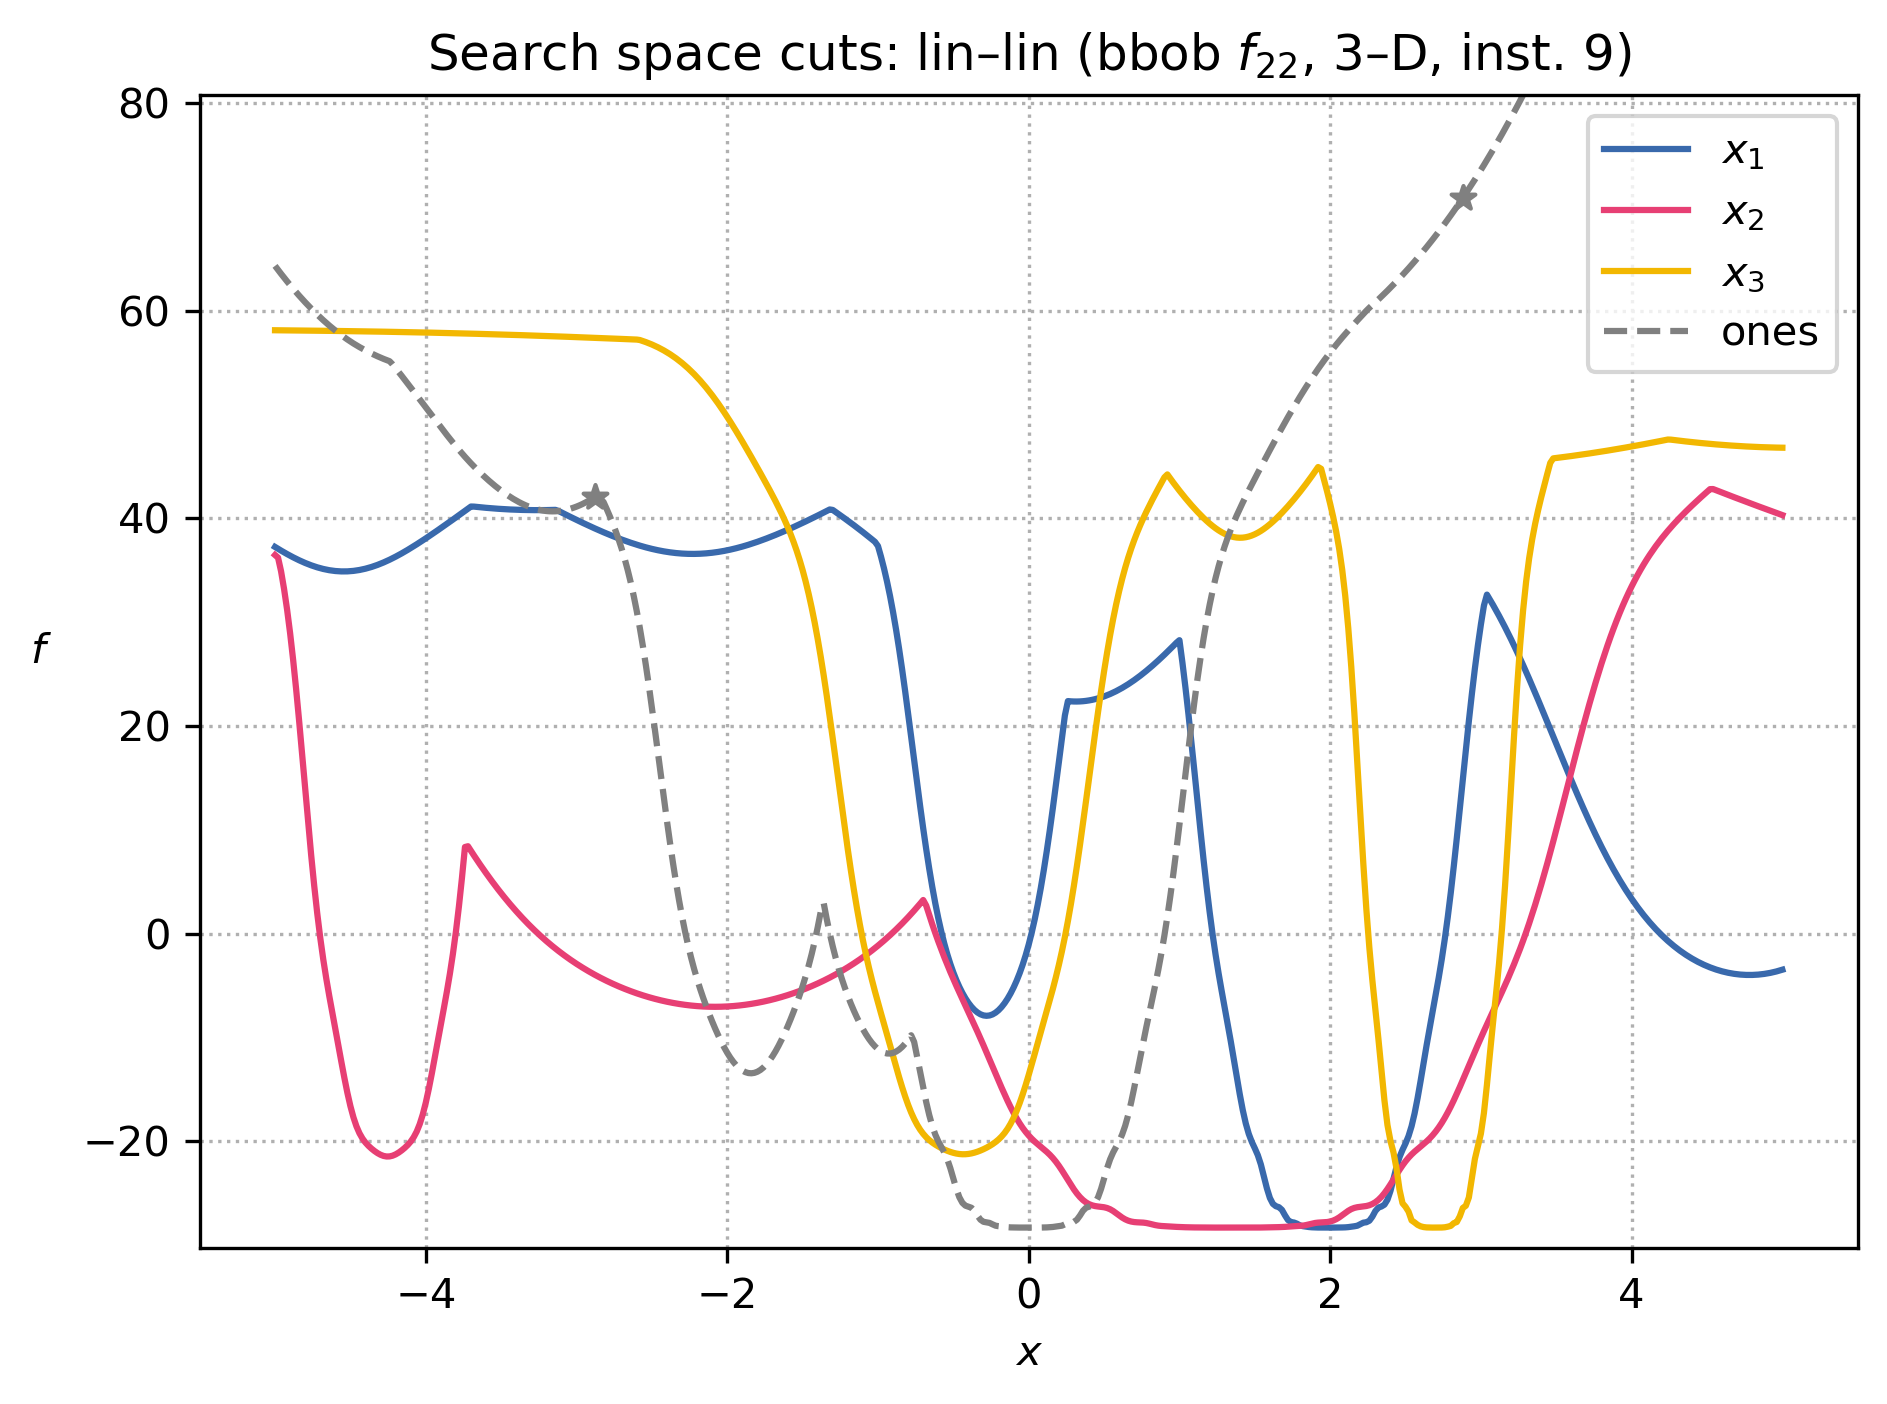 Search space cuts: lin–lin (bbob f22, 3–D, inst. 9)
80
60
40
20
0
−20
f
−4
−2
0
2
4
x
x1
x2
x3
ones